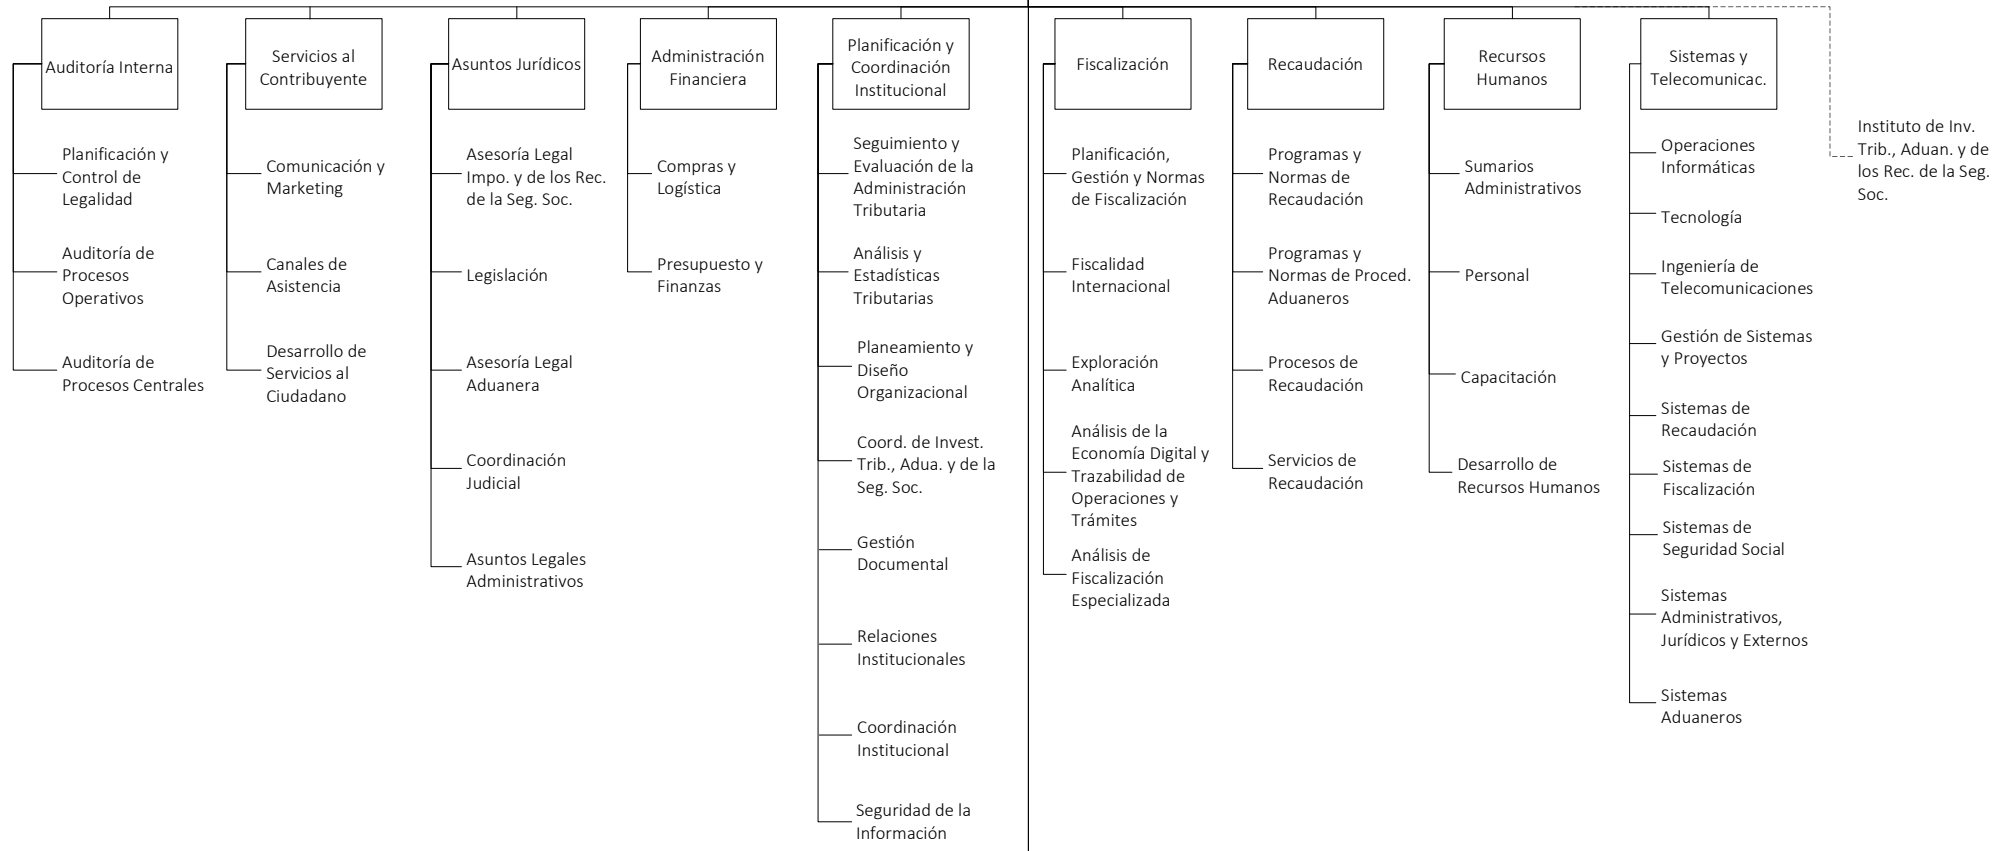 Auditoría Interna
Planificación y
Control de
Legalidad
Auditoría de
Procesos
Operativos
Auditoría de
Procesos Centrales
Servicios al
Contribuyente
Comunicación y
Marketing
Canales de
Asistencia
Desarrollo de
Servicios al
Ciudadano
Asuntos Jurídicos
Asesoría Legal
Impo. y de los Rec.
de la Seg. Soc.
Legislación
Asesoría Legal
Aduanera
Coordinación
Judicial
Asuntos Legales
Administrativos
Administración
Financiera
Compras y
Logística
Presupuesto y
Finanzas
Planificación y
Coordinación
Institucional
Seguimiento y
Evaluación de la
Administración
Tributaria
Análisis y
Estadísticas
Tributarias
Planeamiento y
Diseño
Organizacional
Coord. de Invest.
Trib., Adua. y de la
Seg. Soc.
Gestión
Documental
Relaciones
Institucionales
Coordinación
Institucional
Seguridad de la
Información
Fiscalización
Planificación,
Gestión y Normas
de Fiscalización
Fiscalidad
Internacional
Exploración
Analítica
Análisis de la
Economía Digital y
Trazabilidad de
Operaciones y
Trámites
Análisis de
Fiscalización
Especializada
Recaudación
Programas y
Normas de
Recaudación
Programas y
Normas de Proced.
Aduaneros
Procesos de
Recaudación
Servicios de
Recaudación
Recursos
Humanos
Sumarios
Administrativos
Personal
Capacitación
Desarrollo de
Recursos Humanos
Sistemas y
Telecomunicac.
Operaciones
Informáticas
Tecnología
Ingeniería de
Telecomunicaciones
Gestión de Sistemas
y Proyectos
Sistemas de
Recaudación
Sistemas de
Fiscalización
Sistemas de
Seguridad Social
Sistemas
Administrativos,
Jurídicos y Externos
Sistemas
Aduaneros
Instituto de Inv.
Trib., Aduan. y de
los Rec. de la Seg.
Soc.